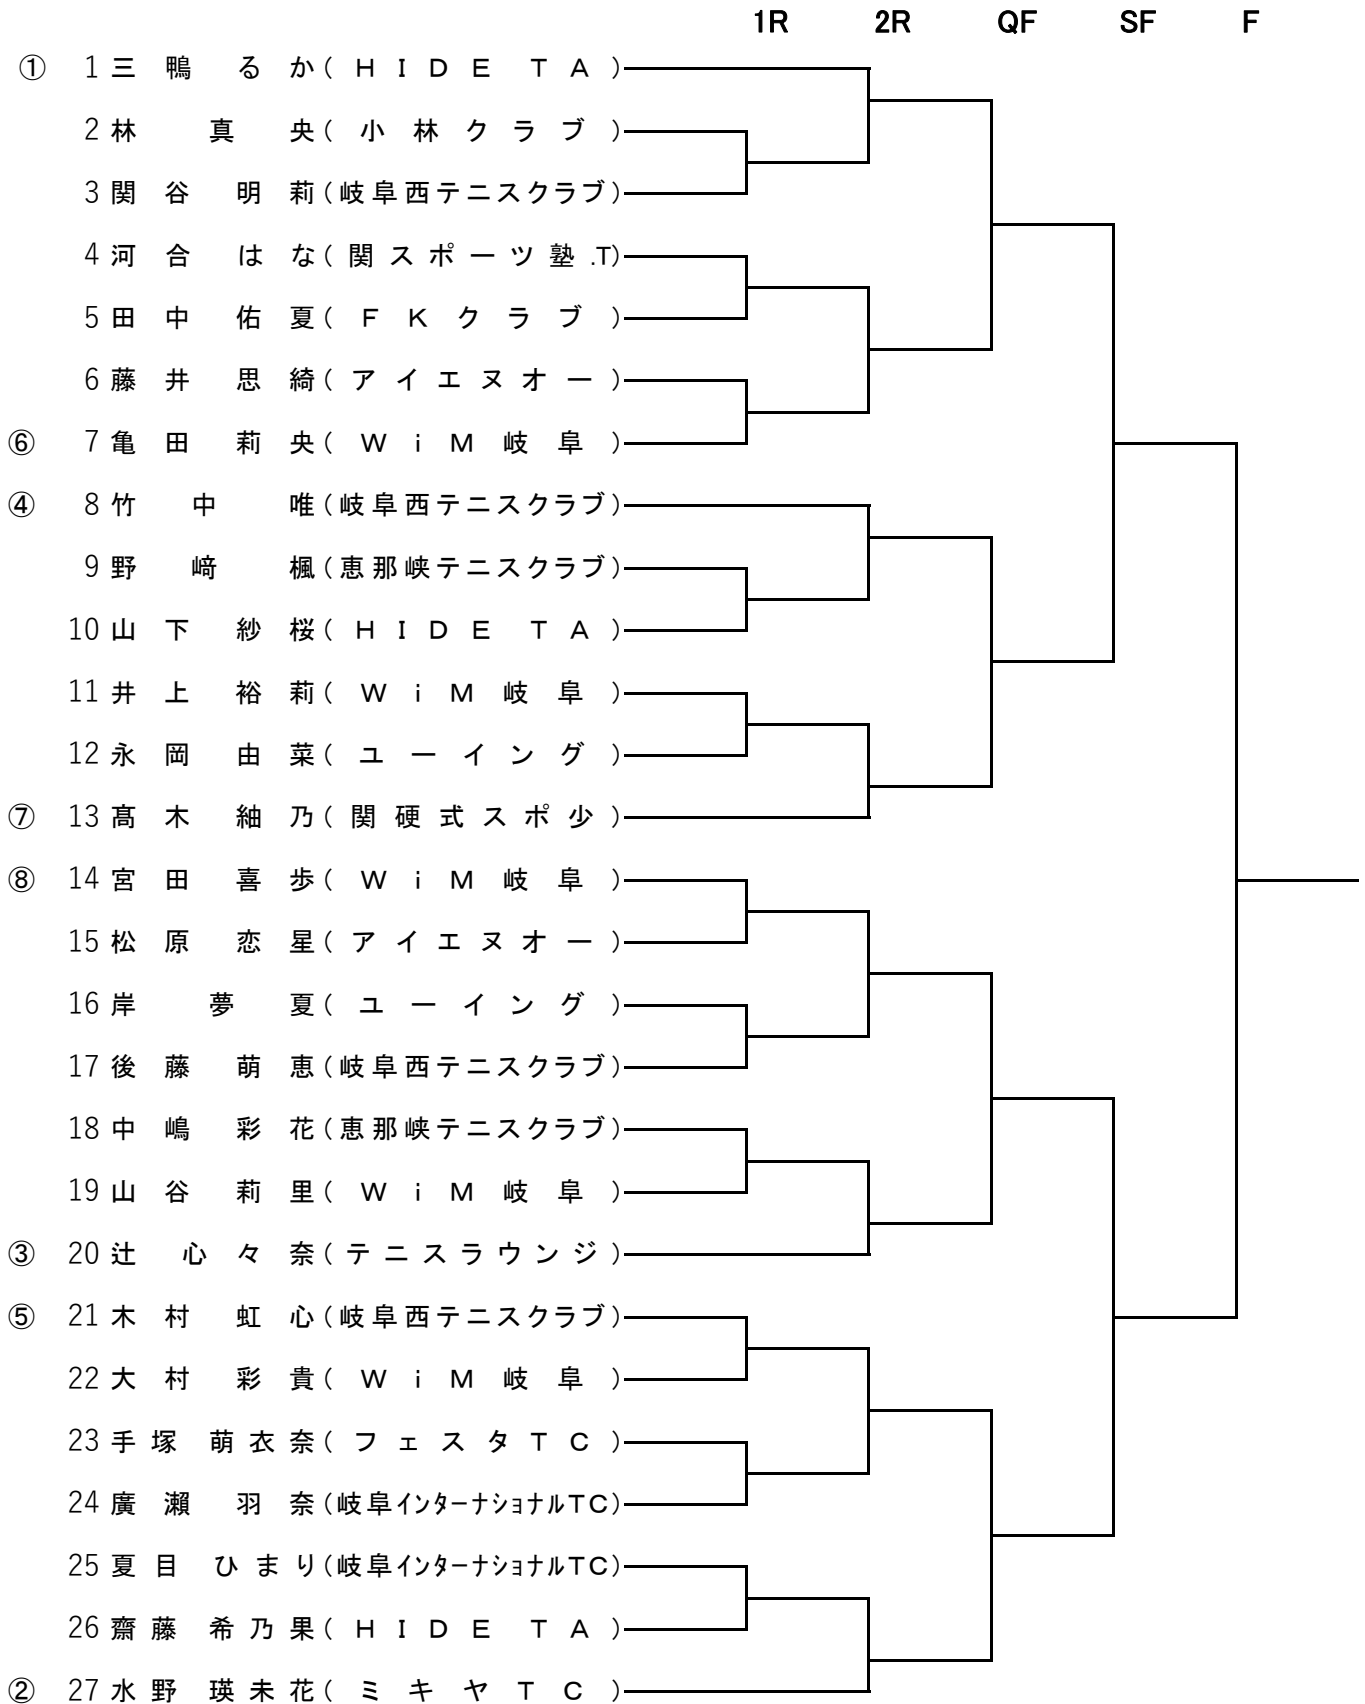 1R 2R QF SF F
① 1 三鴨 るか(HIDE TA)
2 林 真央(小林クラブ)
3 関谷 明莉(岐阜西テニスクラブ)
4 河合 はな(関スポーツ塾.T)
5 田中 佑夏(FKクラブ)
6 藤井 思綺(アイエヌオー)
⑥ 7 亀田 莉央(WiM岐阜)
④ 8 竹中 唯(岐阜西テニスクラブ)
9 野﨑 楓(恵那峡テニスクラブ)
10 山下 紗桜(HIDE TA)
11 井上 裕莉(WiM岐阜)
12 永岡 由菜(ユーイング)
⑦ 13 髙木 紬乃(関硬式スポ少)
⑧ 14 宮田 喜歩(WiM岐阜)
15 松原 恋星(アイエヌオー)
16 岸 夢夏(ユーイング)
17 後藤 萌恵(岐阜西テニスクラブ)
18 中嶋 彩花(恵那峡テニスクラブ)
19 山谷 莉里(WiM岐阜)
③ 20 辻 心々奈(テニスラウンジ)
⑤ 21 木村 虹心(岐阜西テニスクラブ)
22 大村 彩貴(WiM岐阜)
23 手塚 萌衣奈(フェスタTC)
24 廣瀬 羽奈(岐阜インターナショナルTC)
25 夏目 ひまり(岐阜インターナショナルTC)
26 齋藤 希乃果(HIDE TA)
② 27 水野 瑛未花(ミキヤTC)